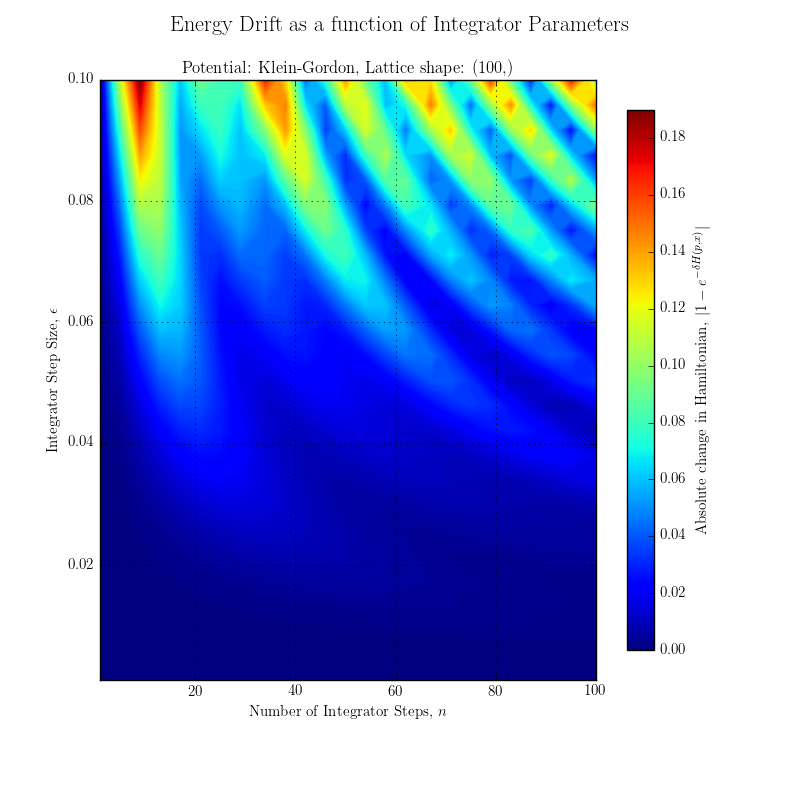 Energy Drift as a function of Integrator Parameters
Potential: Klein-Gordon, Lattice shape: (100,)
0.10
0.08
0.06
0.04
0.02
Integrator Step Size, ϵ
20 40 60 80 100
Number of Integrator Steps, n
0.18
0.16
0.14
0.12
0.10
0.08
0.06
0.04
0.02
0.00
Absolute change in Hamiltonian, |1 − e^{−δH(p,x)}|